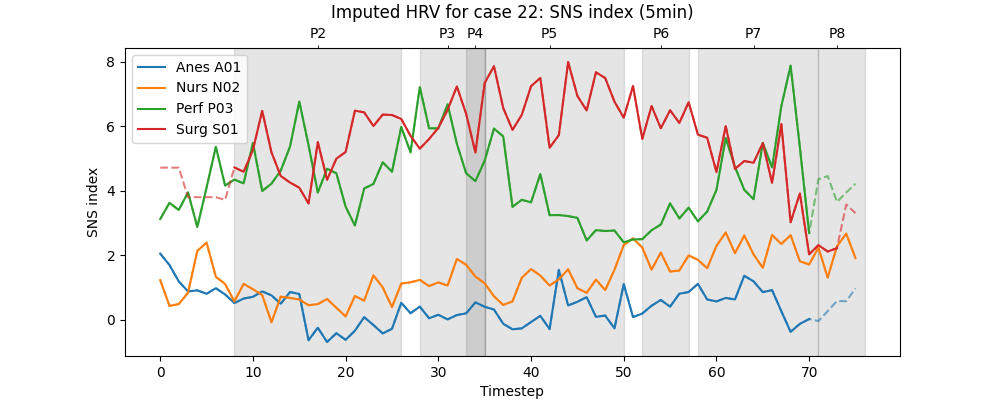 Imputed HRV for case 22: SNS index (5min)
P2 P3 P4 P5 P6 P7 P8
Anes A01
Nurs N02
Perf P03
Surg S01
SNS index
8
6
4
2
0
0 10 20 30 40 50 60 70
Timestep